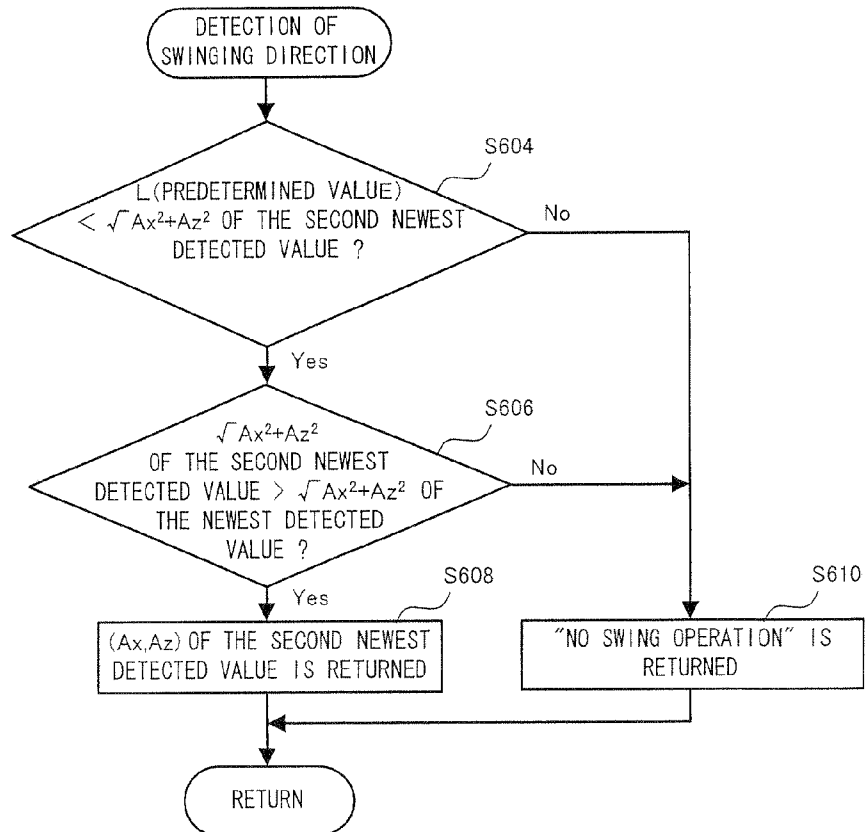 DETECTION OF
SWINGING DIRECTION
S604
L(PREDETERMINED VALUE)
< √Ax²+Az² OF THE SECOND NEWEST
DETECTED VALUE ?
No
Yes
S606
√Ax²+Az²
OF THE SECOND NEWEST
DETECTED VALUE > √Ax²+Az² OF
THE NEWEST DETECTED
VALUE ?
No
Yes
S608
(Ax,Az) OF THE SECOND NEWEST
DETECTED VALUE IS RETURNED
S610
"NO SWING OPERATION" IS
RETURNED
RETURN